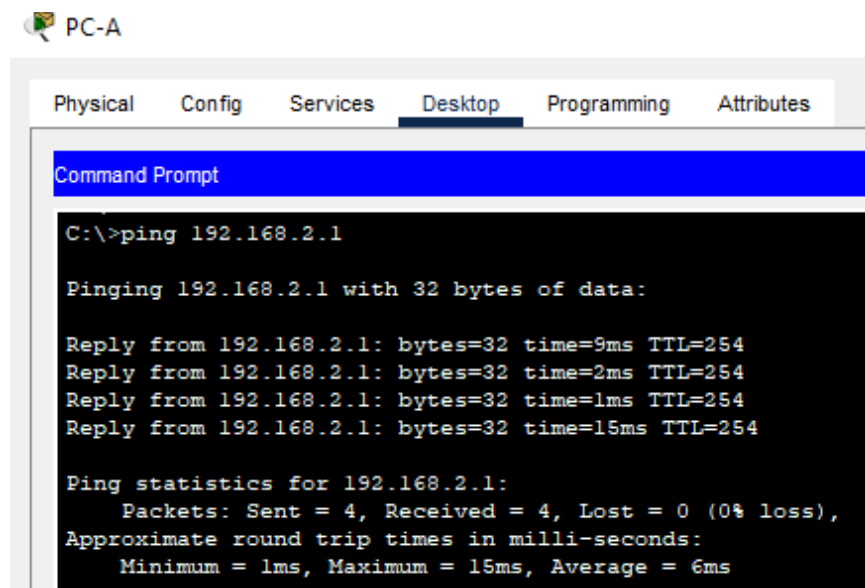 PC-A
Physical Config Services Desktop Programming Attributes
Command Prompt
C:\>ping 192.168.2.1
Pinging 192.168.2.1 with 32 bytes of data:
Reply from 192.168.2.1: bytes=32 time=9ms TTL=254
Reply from 192.168.2.1: bytes=32 time=2ms TTL=254
Reply from 192.168.2.1: bytes=32 time=1ms TTL=254
Reply from 192.168.2.1: bytes=32 time=15ms TTL=254
Ping statistics for 192.168.2.1:
Packets: Sent = 4, Received = 4, Lost = 0 (0% loss),
Approximate round trip times in milli-seconds:
Minimum = 1ms, Maximum = 15ms, Average = 6ms